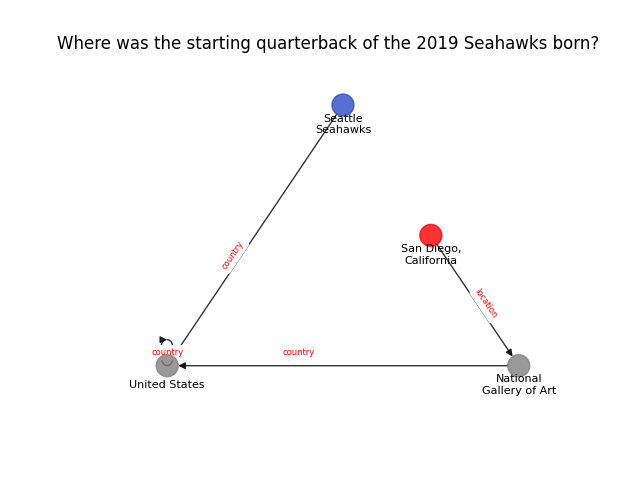 Where was the starting quarterback of the 2019 Seahawks born?
Seattle
Seahawks
country
San Diego,
California
location
country
country
United States
National
Gallery of Art